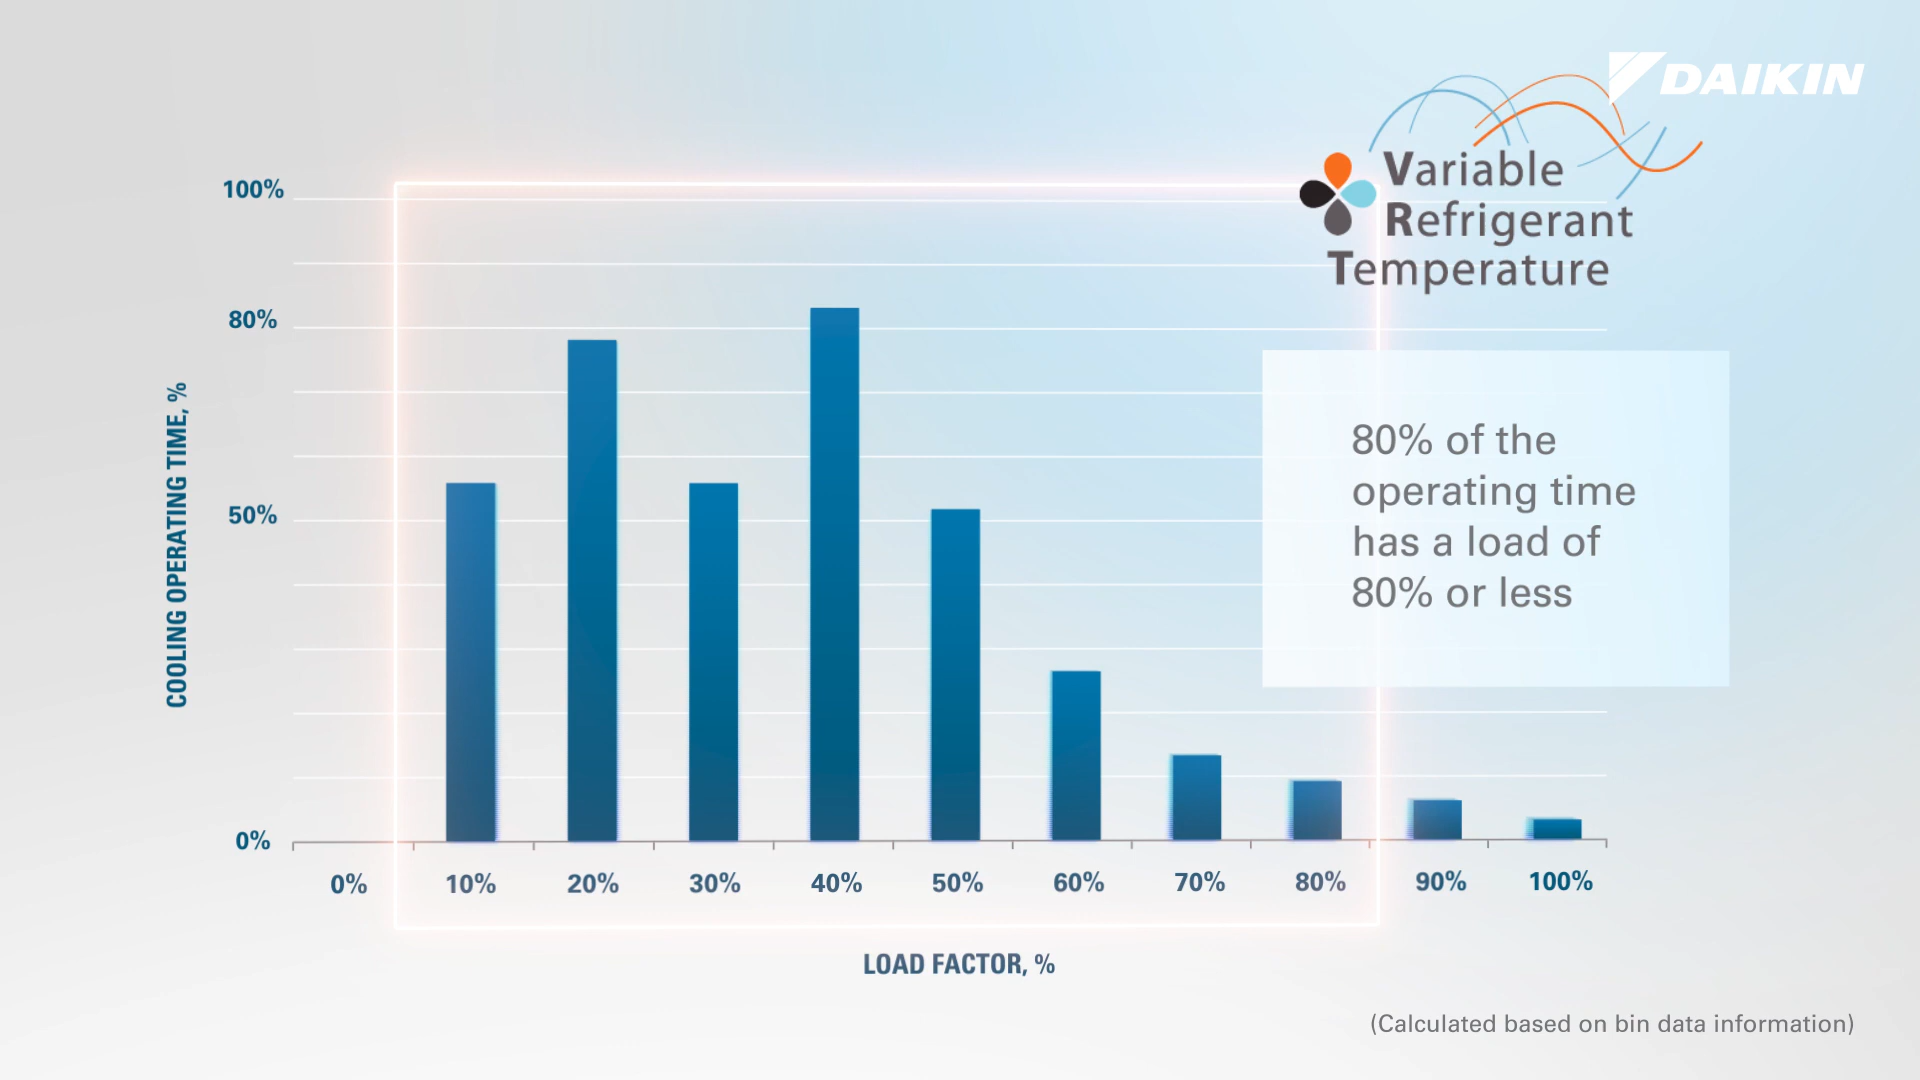 DAIKIN
Variable
Refrigerant
Temperature
100%
80%
50%
0%
COOLING OPERATING TIME, %
80% of the
operating time
has a load of
80% or less
0% 10% 20% 30% 40% 50% 60% 70% 80% 90% 100%
LOAD FACTOR, %
(Calculated based on bin data information)